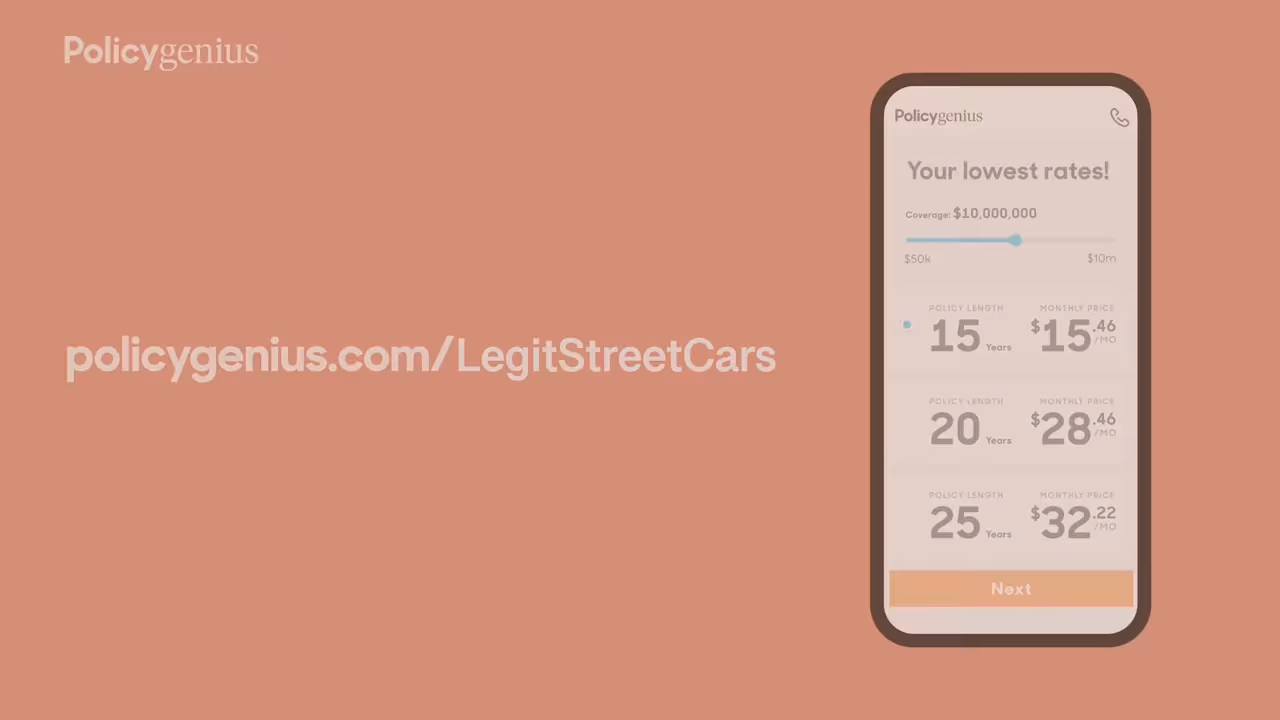 Policygenius
policygenius.com/LegitStreetCars
Policygenius
Your lowest rates!
Coverage: $10,000,000
$50k $10m
POLICY LENGTH MONTHLY PRICE
15 Years $15.46 /MO
POLICY LENGTH MONTHLY PRICE
20 Years $28.46 /MO
POLICY LENGTH MONTHLY PRICE
25 Years $32.22 /MO
Next